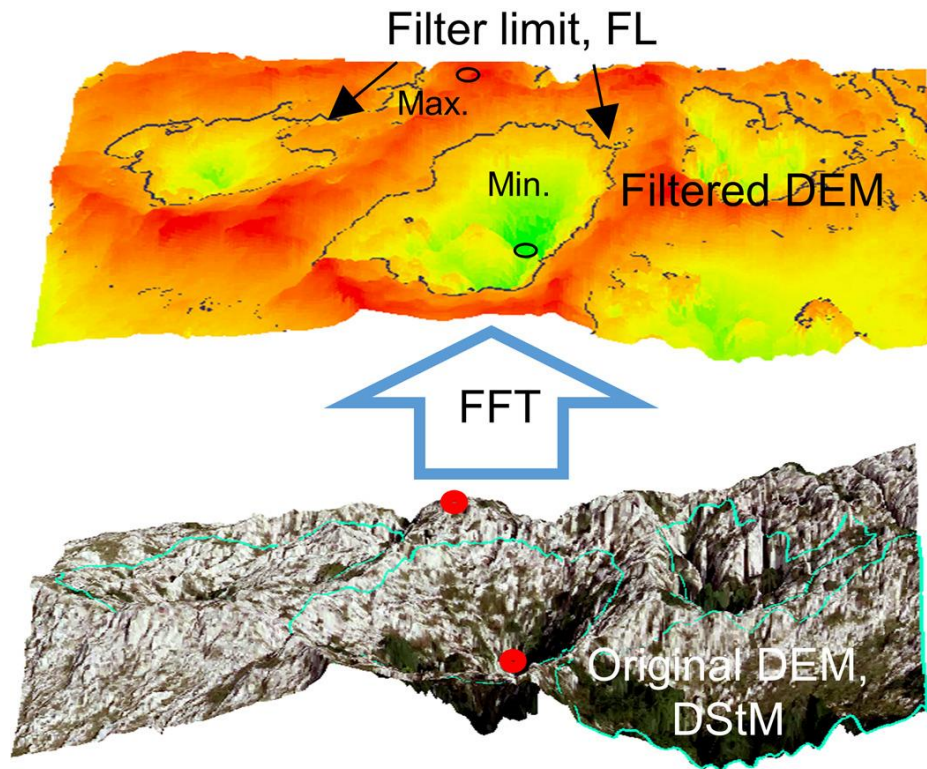 Filter limit, FL
Max.
Min.
Filtered DEM
FFT
Original DEM,
DStM